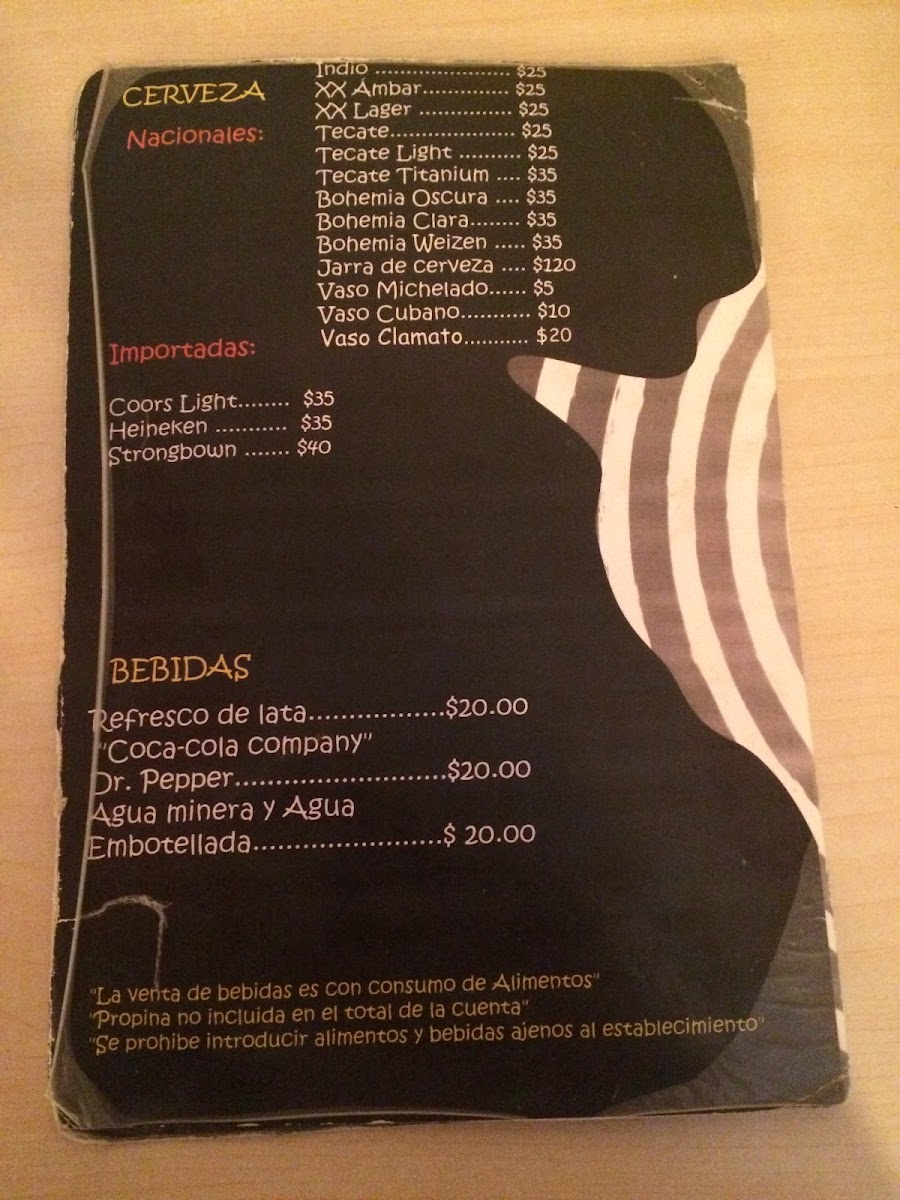 CERVEZA
Nacionales:
Indio ...................... $25
XX Ámbar.............. $25
XX Lager ............... $25
Tecate.................... $25
Tecate Light .......... $25
Tecate Titanium .... $35
Bohemia Oscura .... $35
Bohemia Clara........ $35
Bohemia Weizen ..... $35
Jarra de cerveza .... $120
Vaso Michelado...... $5
Vaso Cubano........... $10
Vaso Clamato........... $20
Importadas:
Coors Light........ $35
Heineken ........... $35
Strongbown ....... $40
BEBIDAS
Refresco de lata.................$20.00
"Coca-cola company"
Dr. Pepper..........................$20.00
Agua minera y Agua
Embotellada.......................$ 20.00
"La venta de bebidas es con consumo de Alimentos"
"Propina no incluida en el total de la cuenta"
"Se prohibe introducir alimentos y bebidas ajenos al establecimiento"